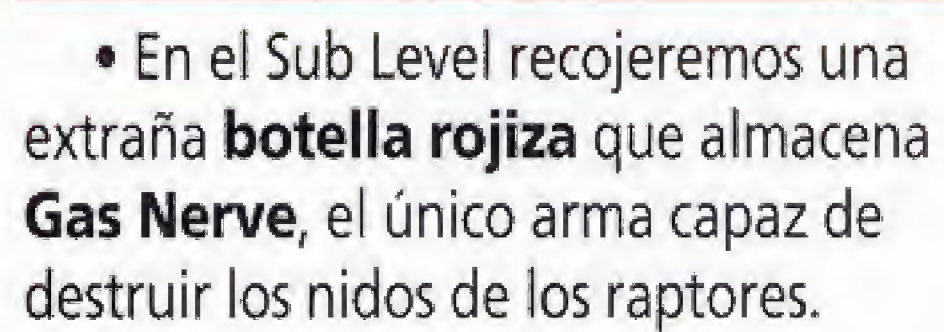 • En el Sub Level recojeremos una
extraña botella rojiza que almacena
Gas Nerve, el único arma capaz de
destruir los nidos de los raptores.